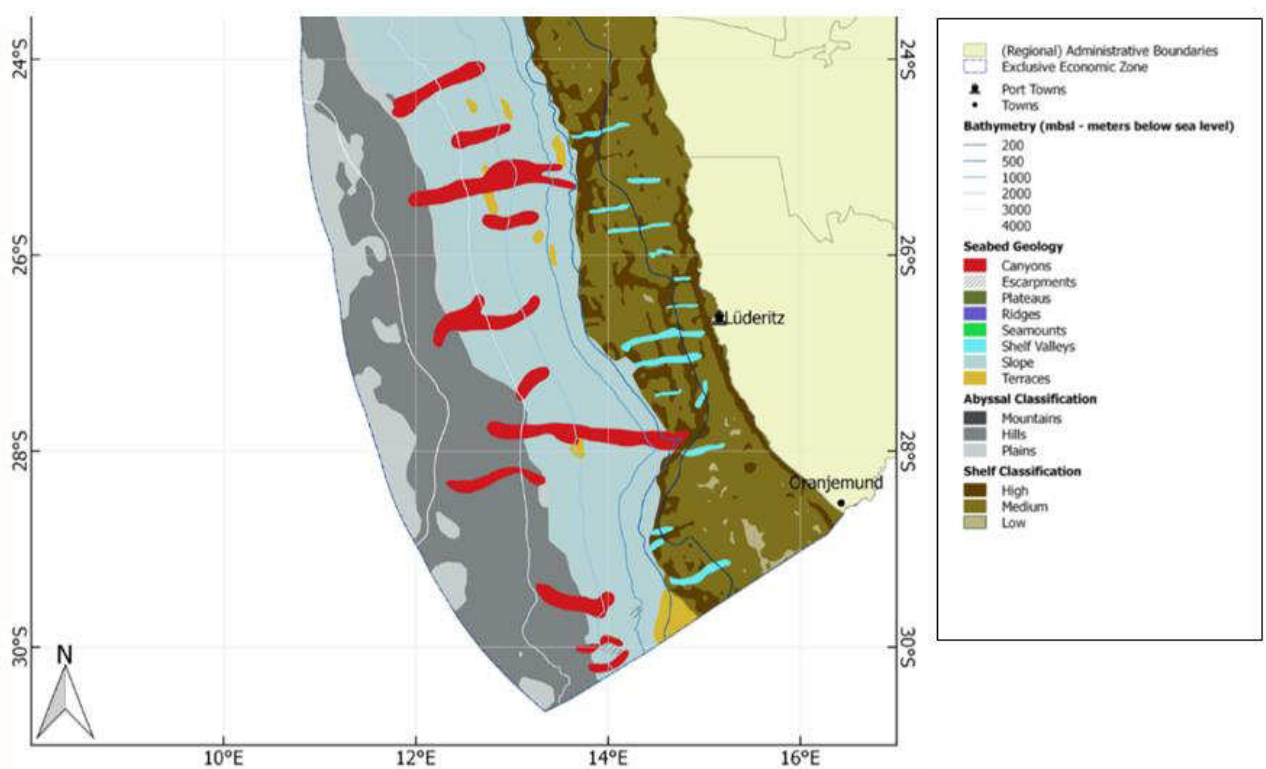 24°S
24°S
26°S
26°S
28°S
28°S
30°S
30°S
10°E
12°E
14°E
16°E
N
Lüderitz
Oranjemund
(Regional) Administrative Boundaries
Exclusive Economic Zone
Port Towns
Towns
Bathymetry (mbsl - meters below sea level)
200
500
1000
2000
3000
4000
Seabed Geology
Canyons
Escarpments
Plateaus
Ridges
Seamounts
Shelf Valleys
Slope
Terraces
Abyssal Classification
Mountains
Hills
Plains
Shelf Classification
High
Medium
Low